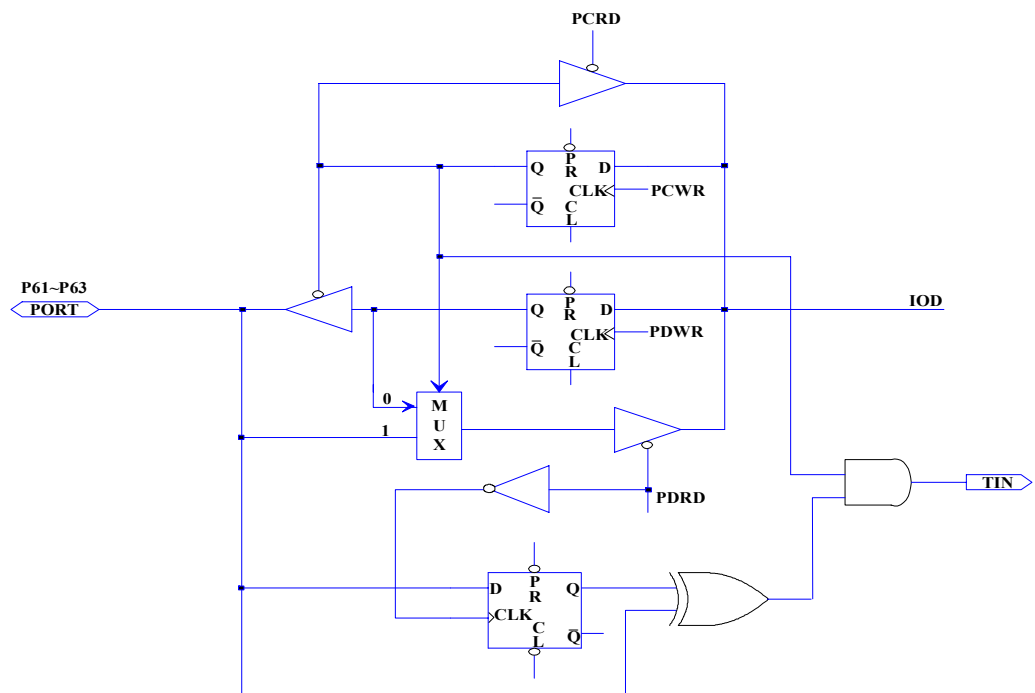 PCRD
Q
PR
D
CLK
PCWR
Q̅
CL
P61~P63
PORT
Q
PR
D
IOD
CLK
PDWR
Q̅
CL
0
1
MUX
PDRD
TIN
D
PR
Q
CLK
CL
Q̅